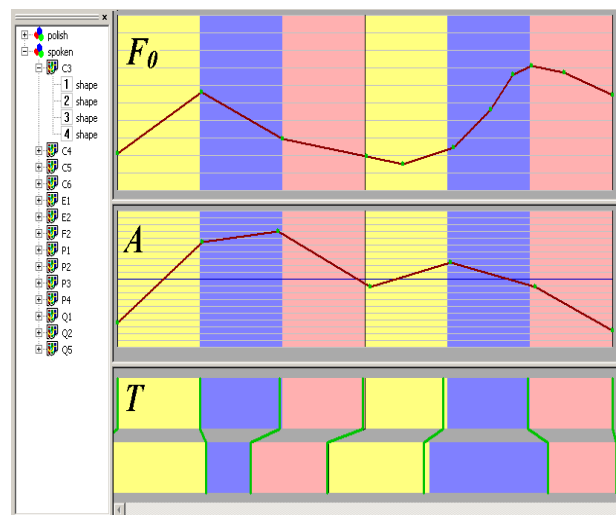 ×
polish
spoken
C3
1 shape
2 shape
3 shape
4 shape
C4
C5
C6
E1
E2
F2
P1
P2
P3
P4
Q1
Q2
Q5
F0
A
T